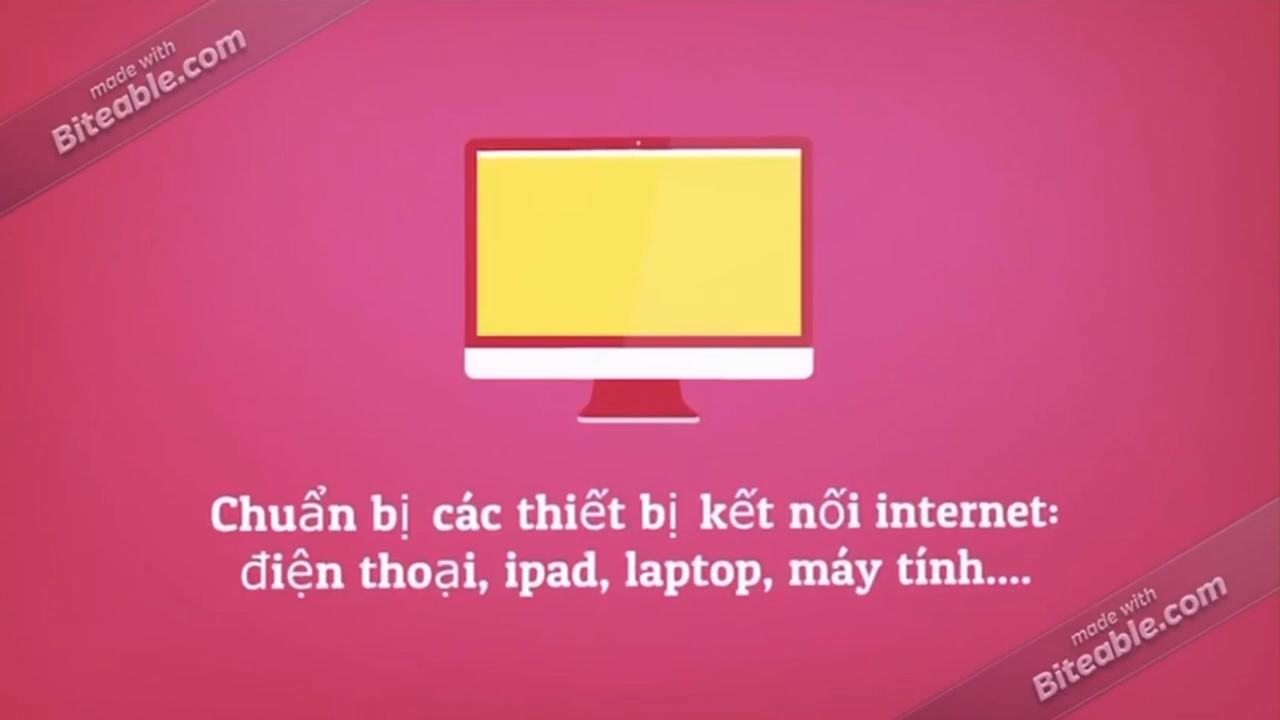 made with
Biteable.com
Chuẩn bị các thiết bị kết nối internet:
điện thoại, ipad, laptop, máy tính....
made with
Biteable.com